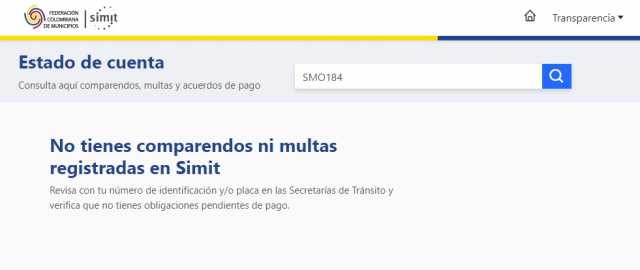 FEDERACIÓN
COLOMBIANA
DE MUNICIPIOS
simit
Transparencia
Estado de cuenta
Consulta aquí comparendos, multas y acuerdos de pago
SMO184
No tienes comparendos ni multas
registradas en Simit
Revisa con tu número de identificación y/o placa en las Secretarías de Tránsito y
verifica que no tienes obligaciones pendientes de pago.